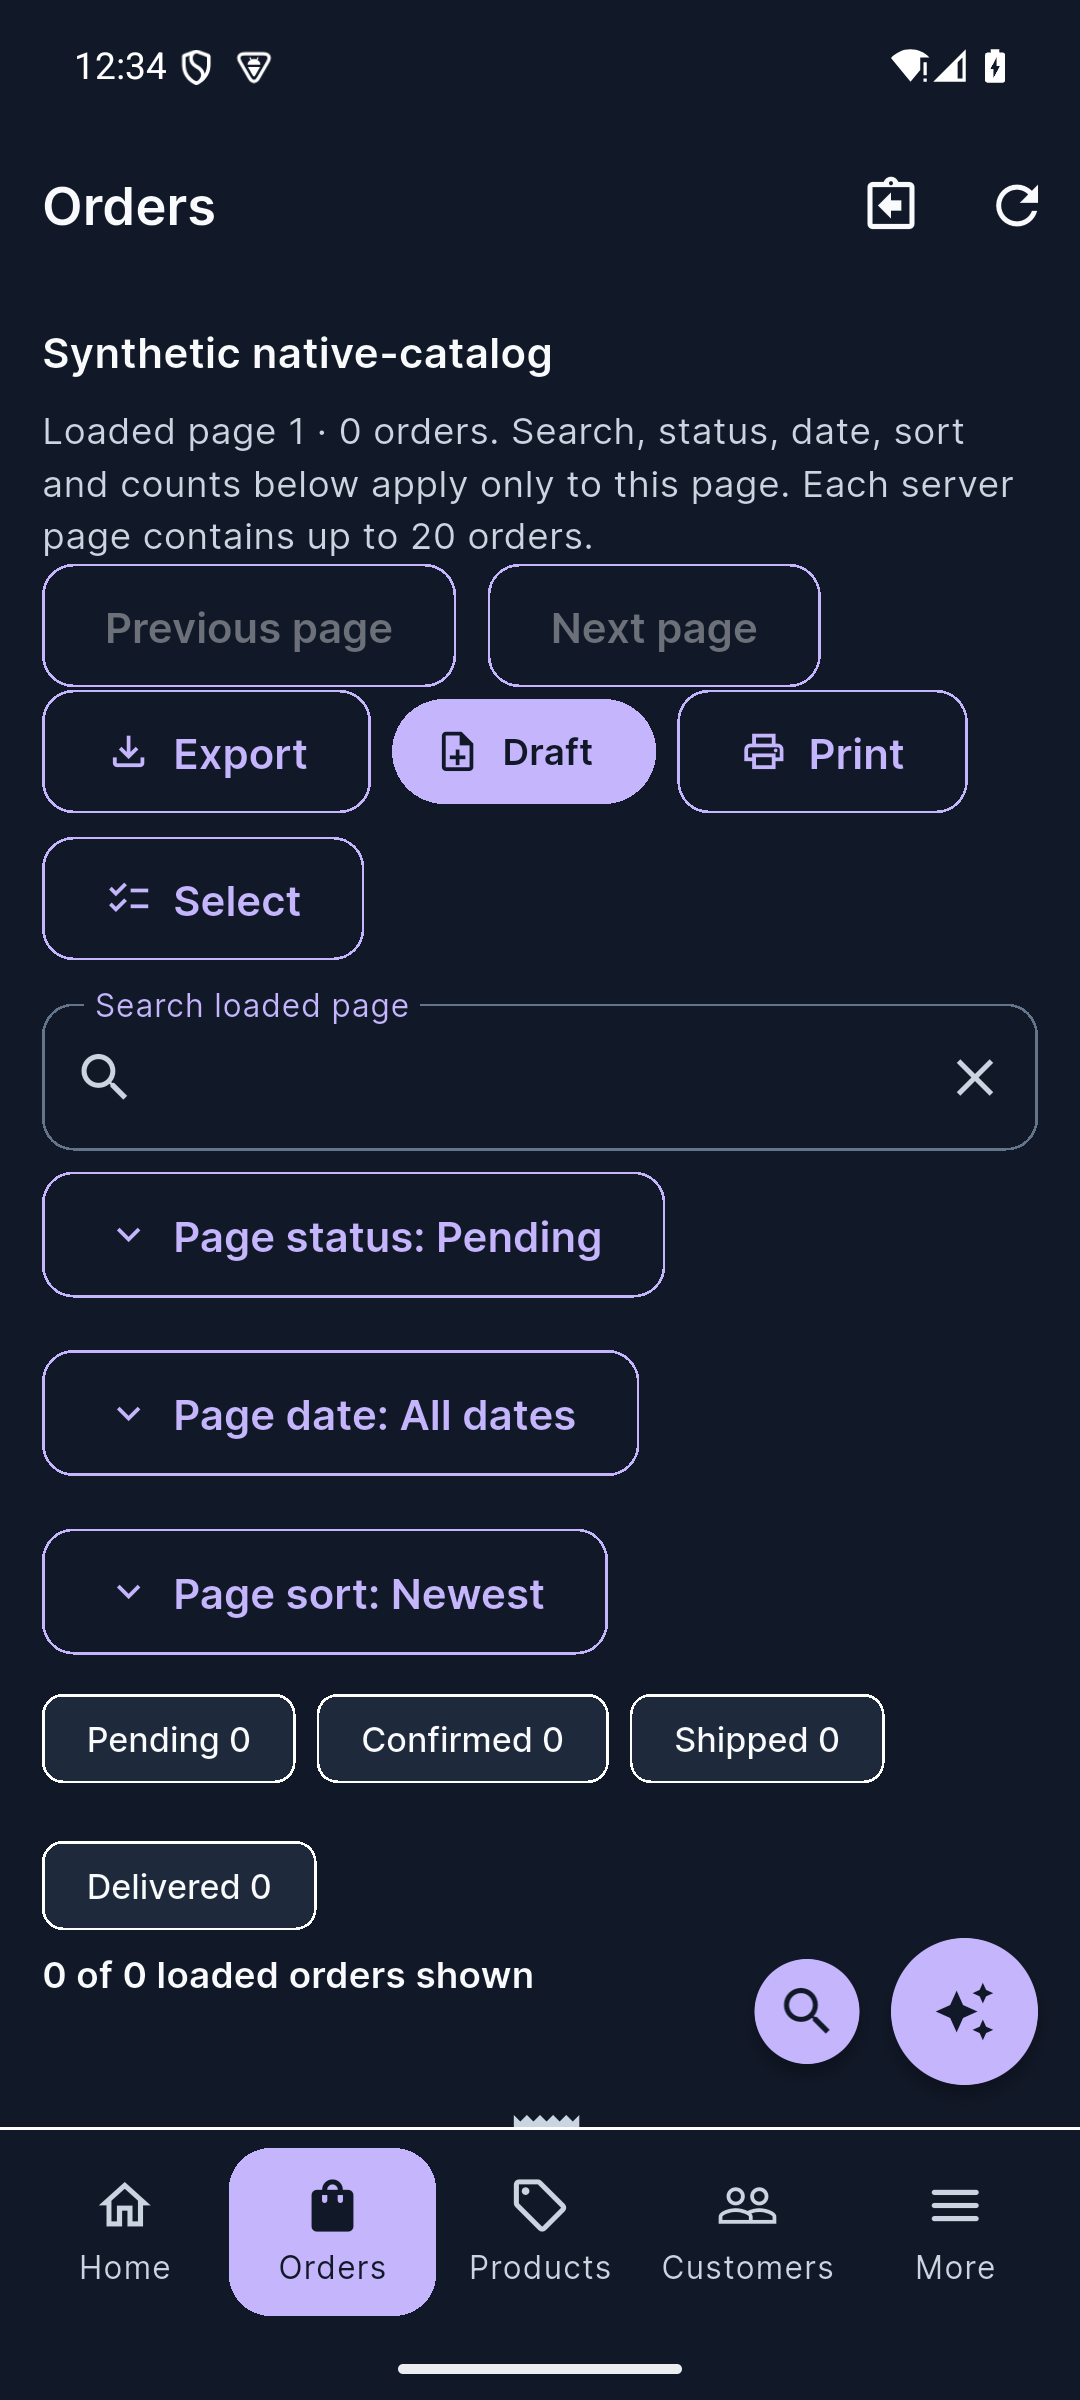 12:34
Orders
Synthetic native-catalog
Loaded page 1 · 0 orders. Search, status, date, sort
and counts below apply only to this page. Each server
page contains up to 20 orders.
Previous page
Next page
Export
Draft
Print
Select
Search loaded page
Page status: Pending
Page date: All dates
Page sort: Newest
Pending 0
Confirmed 0
Shipped 0
Delivered 0
0 of 0 loaded orders shown
Home
Orders
Products
Customers
More